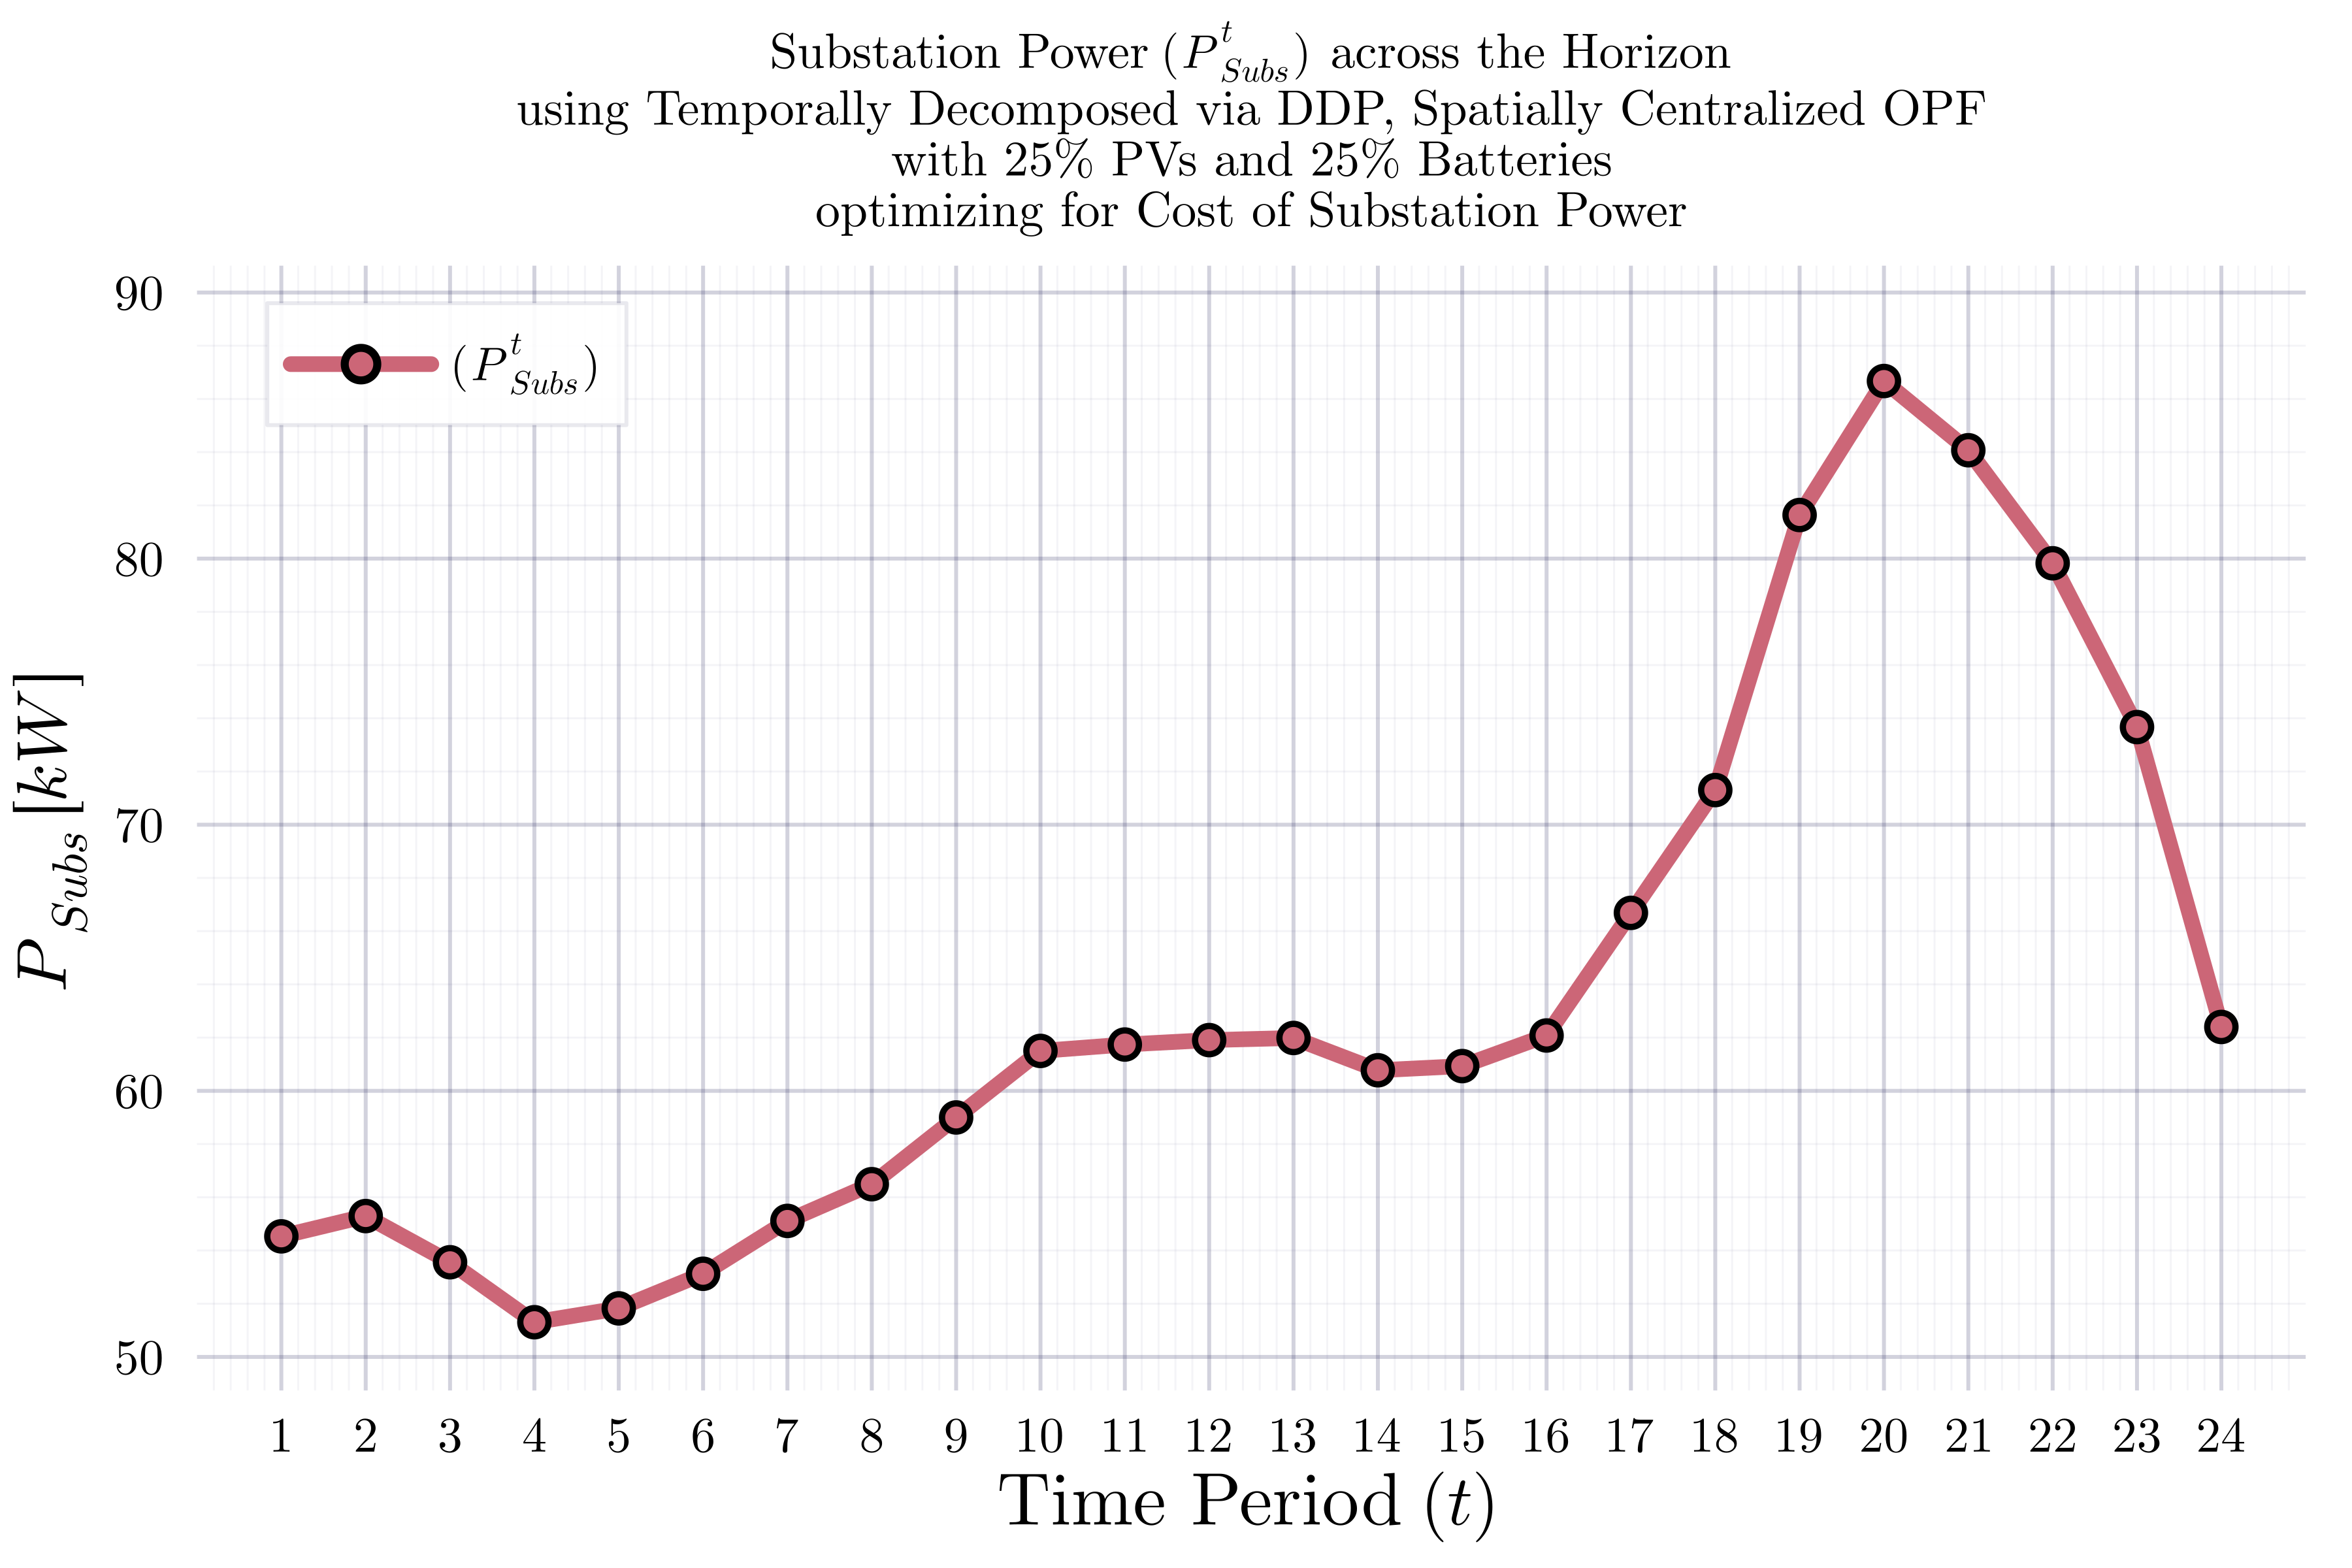 Substation Power (P^t_Subs) across the Horizon
using Temporally Decomposed via DDP, Spatially Centralized OPF
with 25% PVs and 25% Batteries
optimizing for Cost of Substation Power
(P^t_Subs)
P_Subs [kW]
90
80
70
60
50
1 2 3 4 5 6 7 8 9 10 11 12 13 14 15 16 17 18 19 20 21 22 23 24
Time Period (t)